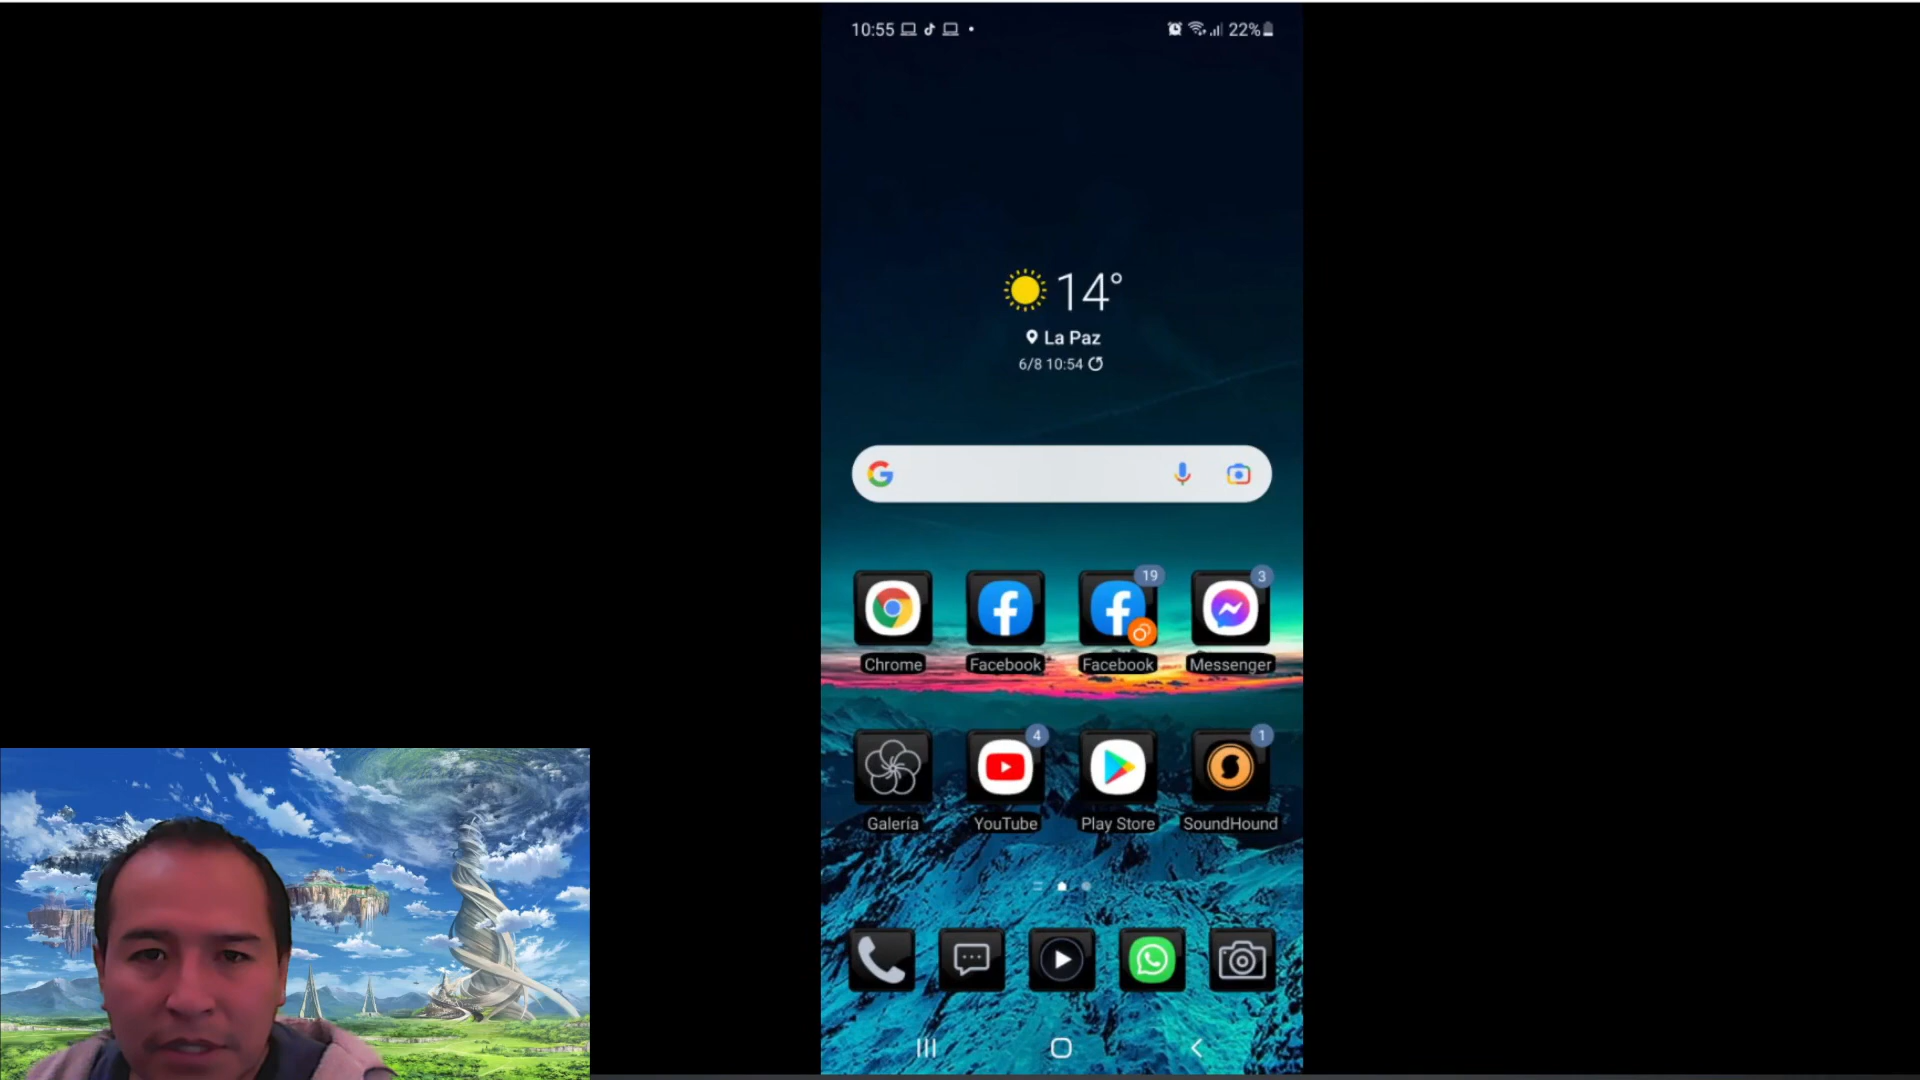 10:55 22%
14°
La Paz
6/8 10:54
19 3
Chrome Facebook Facebook Messenger
4 1
Galería YouTube Play Store SoundHound